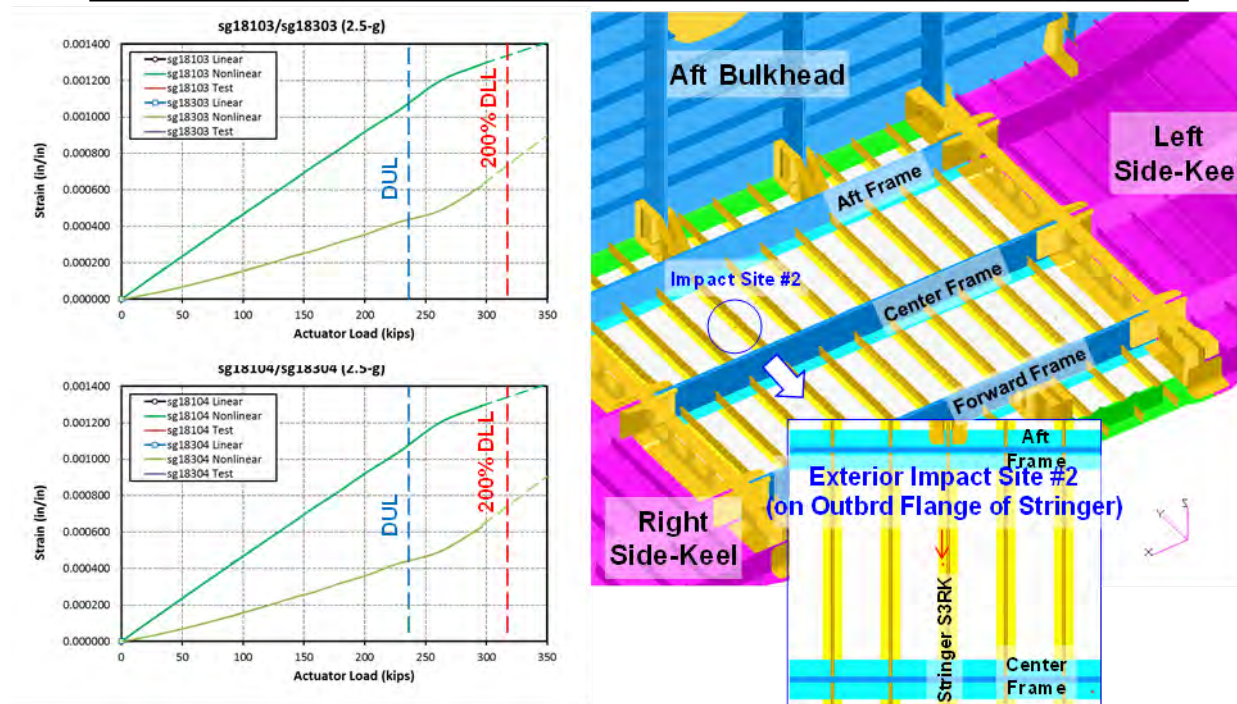 sg18103/sg18303 (2.5-g)
0.001400
0.001200
0.001000
0.000800
0.000600
0.000400
0.000200
0.000000
Strain (in/in)
sg18103 Linear
sg18103 Nonlinear
sg18103 Test
sg18303 Linear
sg18303 Nonlinear
sg18303 Test
DUL
200% DLL
0
50
100
150
200
250
300
350
Actuator Load (kips)
sg18104/sg18304 (2.5-g)
0.001400
0.001200
0.001000
0.000800
0.000600
0.000400
0.000200
0.000000
Strain (in/in)
sg18104 Linear
sg18104 Nonlinear
sg18104 Test
sg18304 Linear
sg18304 Nonlinear
sg18304 Test
DUL
200% DLL
0
50
100
150
200
250
300
350
Actuator Load (kips)
Aft Bulkhead
Left
Side-Kee
Aft Frame
Impact Site #2
Center Frame
Forward Frame
Right
Side-Keel
Aft
Frame
Exterior Impact Site #2
(on Outbrd Flange of Stringer)
Stringer S3RK
Center
Frame
Y
X